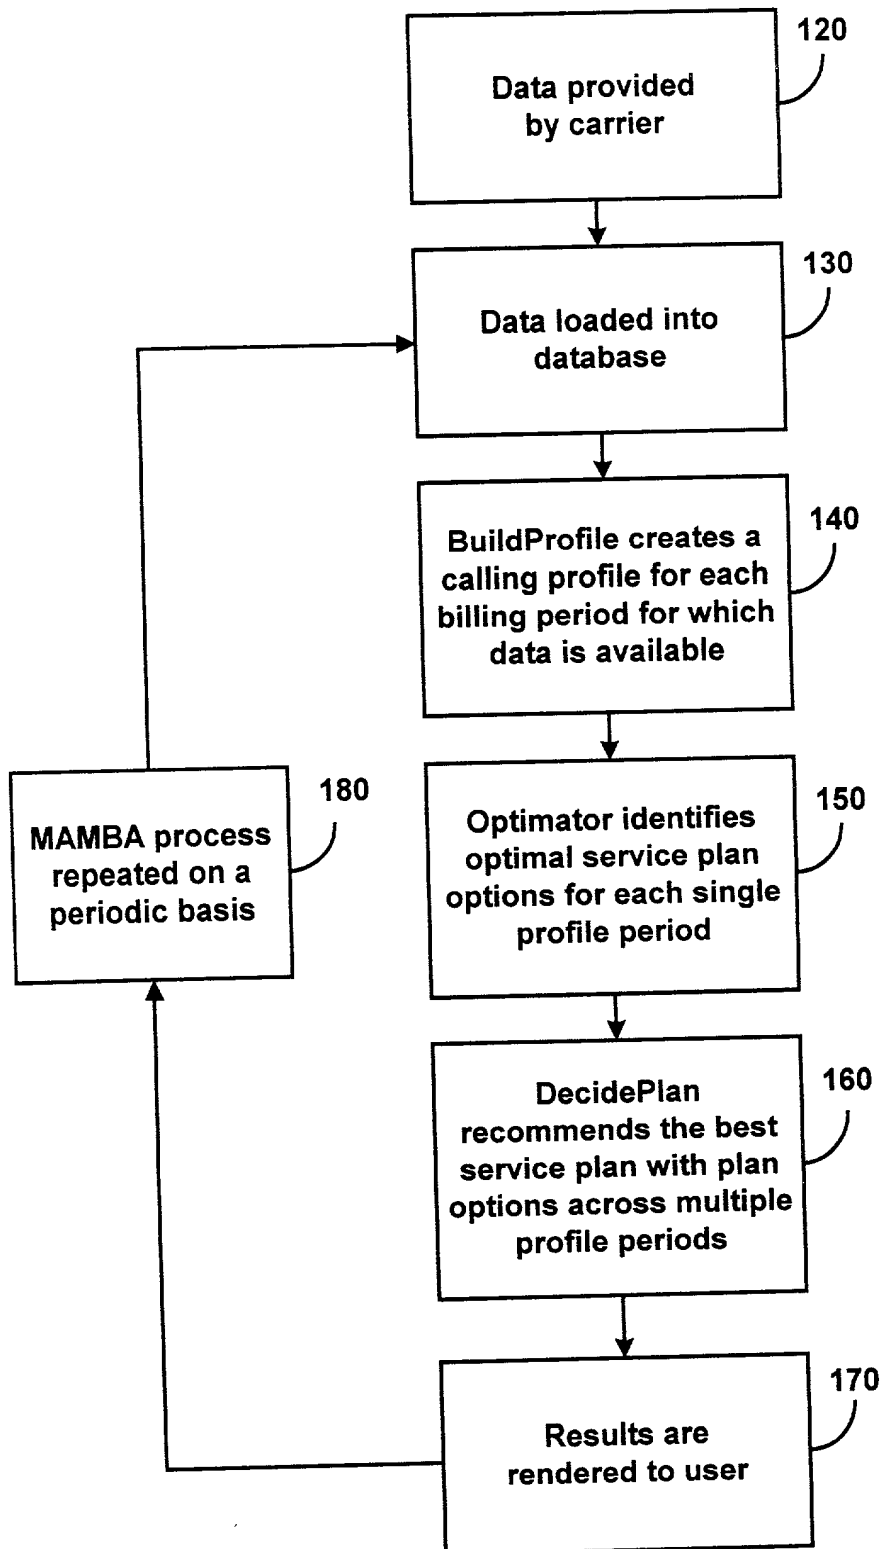 120
Data provided
by carrier
130
Data loaded into
database
140
BuildProfile creates a
calling profile for each
billing period for which
data is available
150
Optimator identifies
optimal service plan
options for each single
profile period
160
DecidePlan
recommends the best
service plan with plan
options across multiple
profile periods
170
Results are
rendered to user
180
MAMBA process
repeated on a
periodic basis